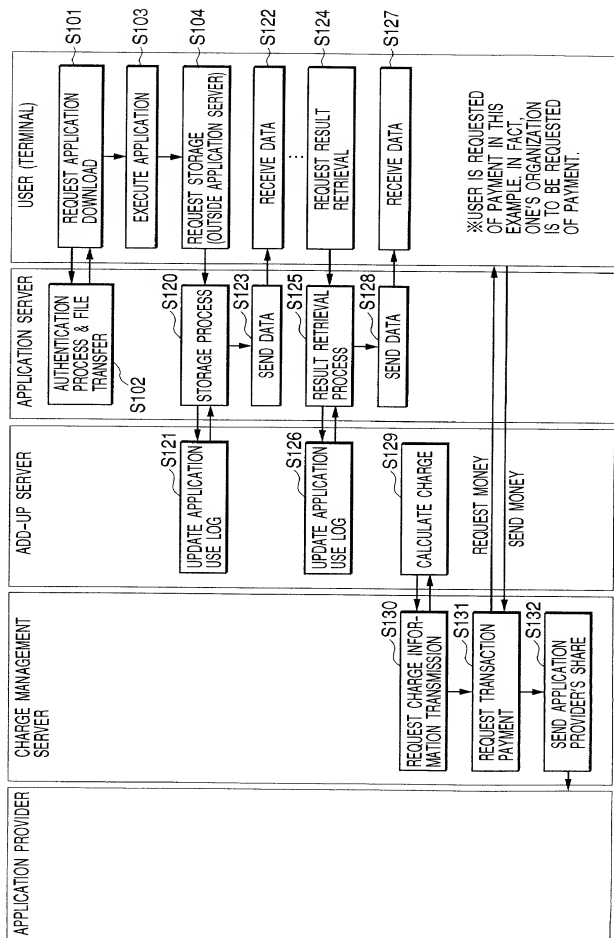 APPLICATION PROVIDER
CHARGE MANAGEMENT
SERVER
ADD-UP SERVER
APPLICATION SERVER
USER (TERMINAL)
S101
REQUEST APPLICATION
DOWNLOAD
AUTHENTICATION
PROCESS & FILE
TRANSFER
S102
S103
EXECUTE APPLICATION
S104
REQUEST STORAGE
(OUTSIDE APPLICATION SERVER)
S120
STORAGE PROCESS
S121
UPDATE APPLICATION
USE LOG
S122
RECEIVE DATA
S123
SEND DATA
...
S124
REQUEST RESULT
RETRIEVAL
S125
RESULT RETRIEVAL
PROCESS
S126
UPDATE APPLICATION
USE LOG
S127
RECEIVE DATA
S128
SEND DATA
S129
CALCULATE CHARGE
S130
REQUEST CHARGE INFOR-
MATION TRANSMISSION
S131
REQUEST TRANSACTION
PAYMENT
REQUEST MONEY
SEND MONEY
S132
SEND APPLICATION
PROVIDER'S SHARE
※USER IS REQUESTED
OF PAYMENT IN THIS
EXAMPLE. IN FACT,
ONE'S ORGANIZATION
IS TO BE REQUESTED
OF PAYMENT.